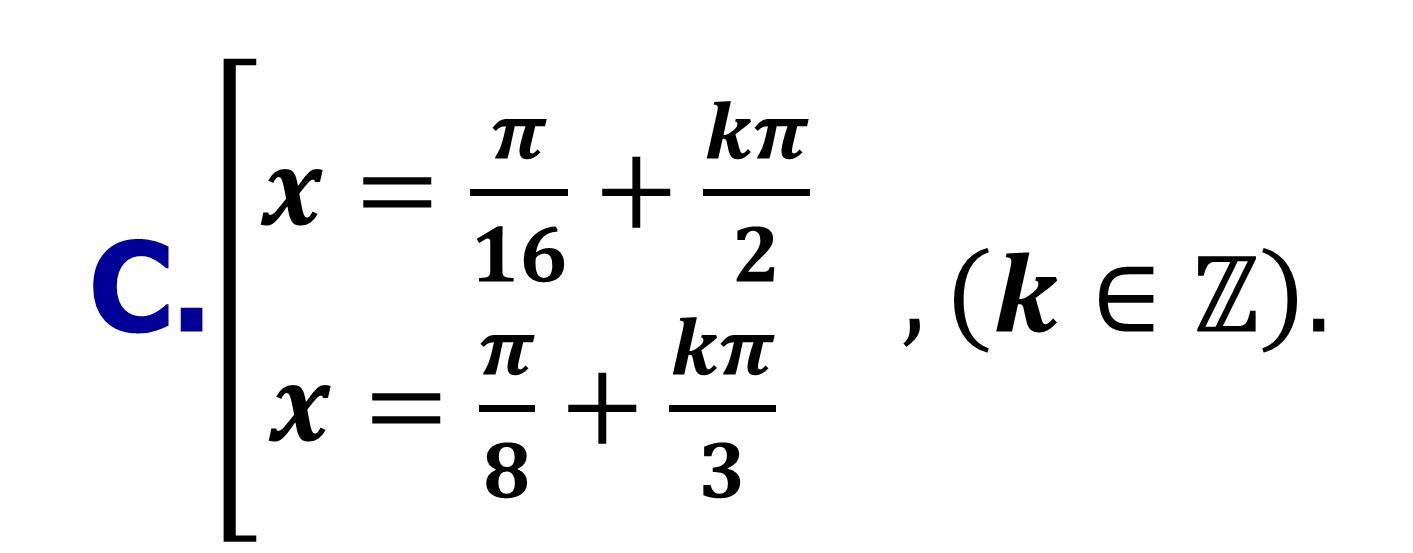 C. [ x = π/16 + kπ/2
x = π/8 + kπ/3 , (k ∈ ℤ).